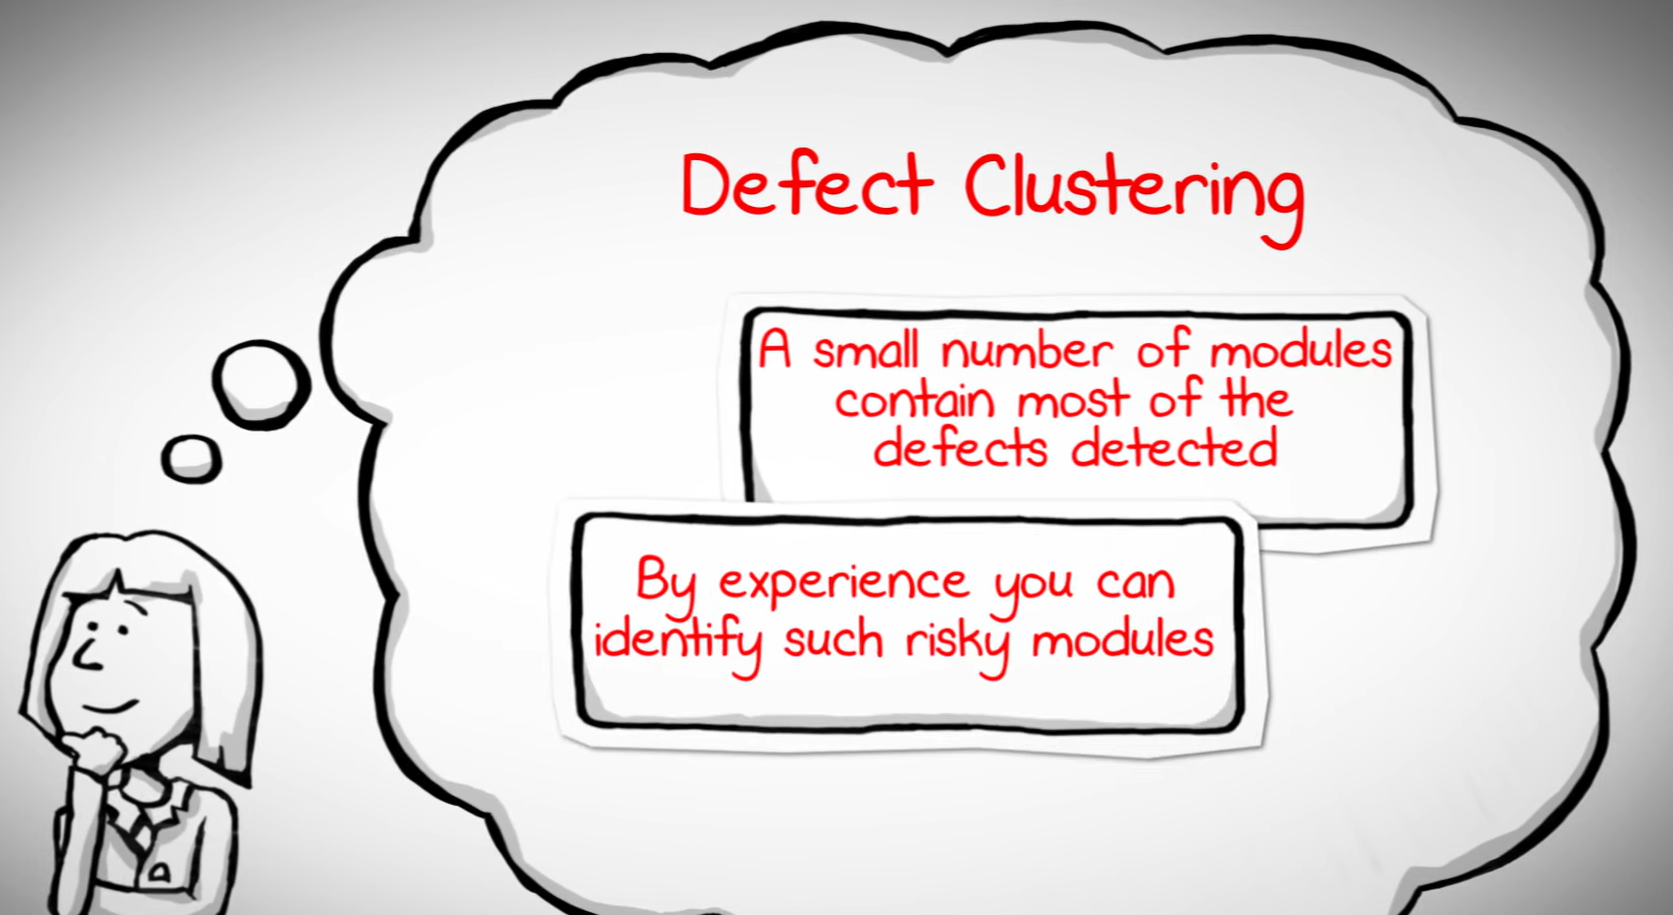 Defect Clustering
A small number of modules
contain most of the
defects detected
By experience you can
identify such risky modules